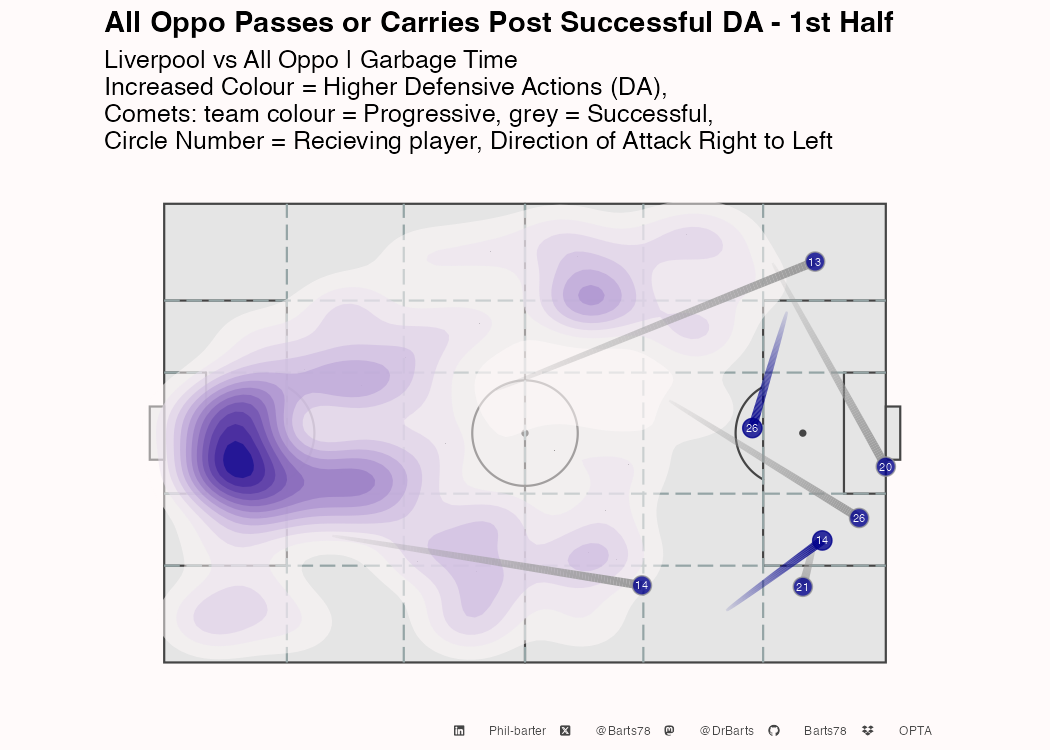 All Oppo Passes or Carries Post Successful DA - 1st Half
Liverpool vs All Oppo | Garbage Time
Increased Colour = Higher Defensive Actions (DA),
Comets: team colour = Progressive, grey = Successful,
Circle Number = Recieving player, Direction of Attack Right to Left
13
26
20
26
14
14
21
Phil-barter @Barts78 @DrBarts Barts78 OPTA